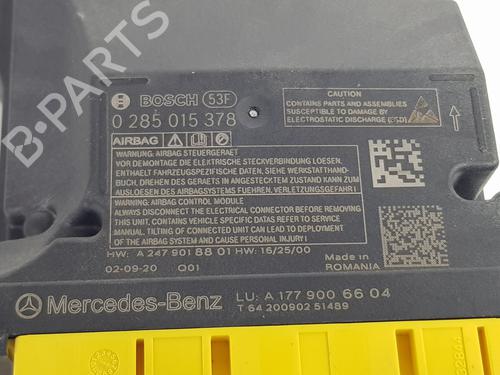 B-PARTS
BOSCH 53F
0 285 015 378
CAUTION
CONTAINS PARTS AND ASSEMBLIES
SUSCEPTIBLE TO DAMAGE BY
ELECTROSTATIC DISCHARGE (ESD)
AIRBAG
WARNUNG: AIRBAG STEUERGERAET
VOR DEMONTAGE DIE ELEKTRISCHE STECKVERBINDUNG LOESEN.
ENTHAELT FAHRZEUGSPEZIFISCHE DATEN. SIEHE WERKSTATTHAND-
BUCH, DREHEN DES GERAETS IN ANGESTECKTEM ZUSTAND KANN ZUM
AUSLOESEN DES AIRBAGSYSTEMS FUEHREN, VERLETZUNGSGEFAHR !
WARNING: AIRBAG CONTROL MODULE
DISCONNECT THE ELECTRICAL CONNECTOR BEFORE REMOVING
THIS UNIT, CONTAINS VEHICLE SPECIFIC DATA REFER TO SERVICE
MANUAL. TILTING OF CONNECTED UNIT CAN LEAD TO DEPLOYMENT
OF THE AIRBAG SYSTEM AND CAUSE PERSONAL INJURY !
HW: A 247 901 88 01 HW: 16/25/00
02-09-20 Q01
MADE IN
ROMANIA
Mercedes-Benz LU: A 177 900 66 04
T 64 200902 51489